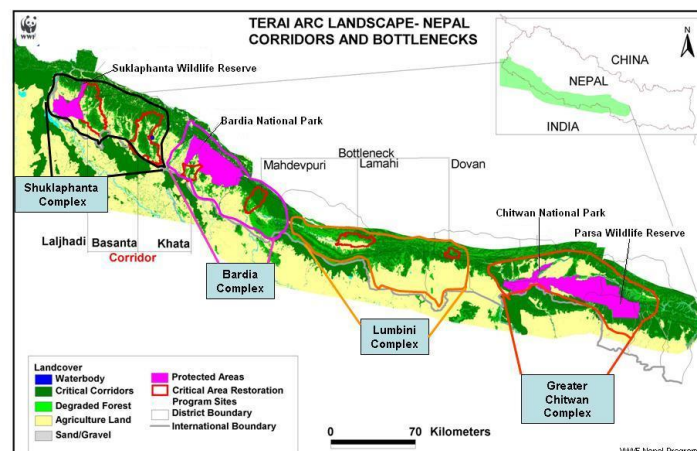 WWF
TERAI ARC LANDSCAPE- NEPAL
CORRIDORS AND BOTTLENECKS
N
CHINA
NEPAL
INDIA
Suklaphanta Wildlife Reserve
Bardia National Park
Bottleneck
Mahdevpuri
Lamahi
Dovan
Shuklaphanta
Complex
Chitwan National Park
Parsa Wildlife Reserve
Laljhadi
Basanta
Khata
Corridor
Bardia
Complex
Lumbini
Complex
Greater
Chitwan
Complex
Landcover
Waterbody
Critical Corridors
Degraded Forest
Agriculture Land
Sand/Gravel
Protected Areas
Critical Area Restoration
Program Sites
District Boundary
International Boundary
0
70
Kilometers
WWF Nepal Program